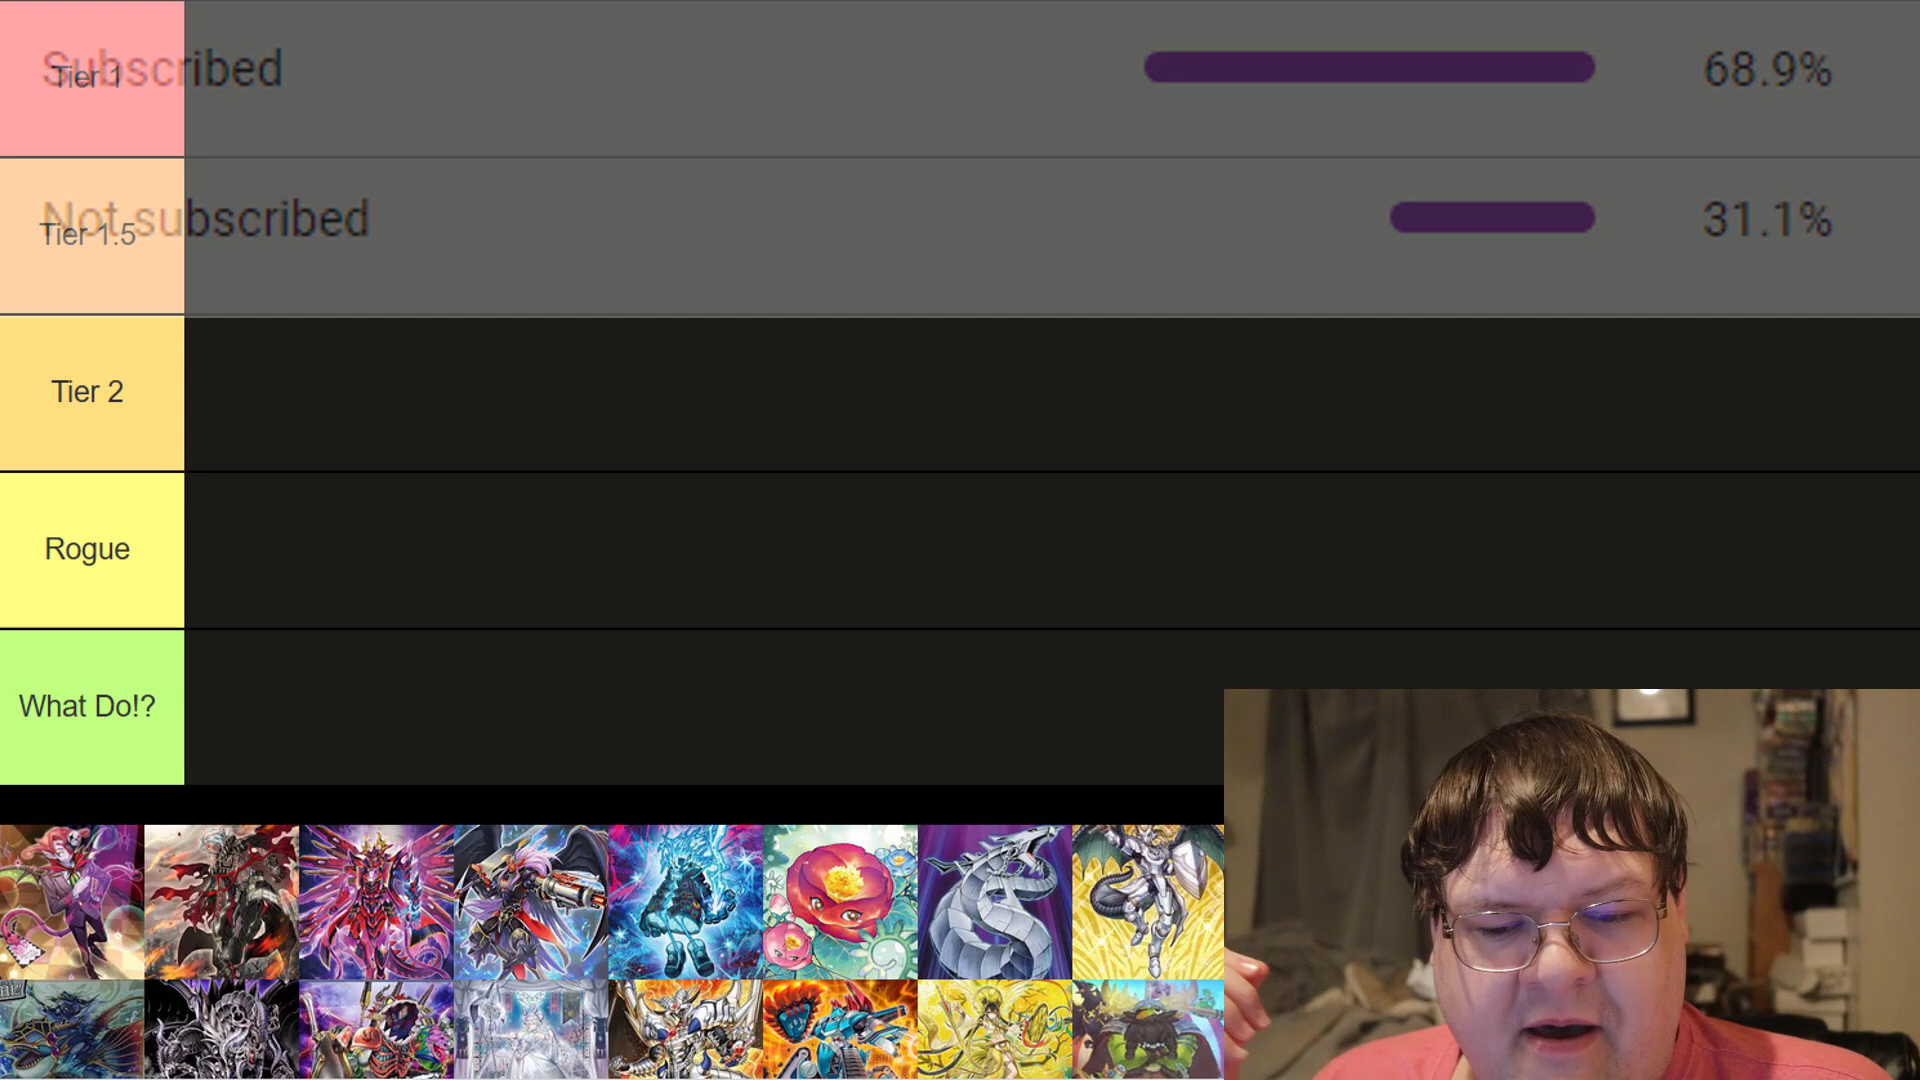 Subscribed 68.9%
Tier 1
Not subscribed 31.1%
Tier 1.5
Tier 2
Rogue
What Do!?